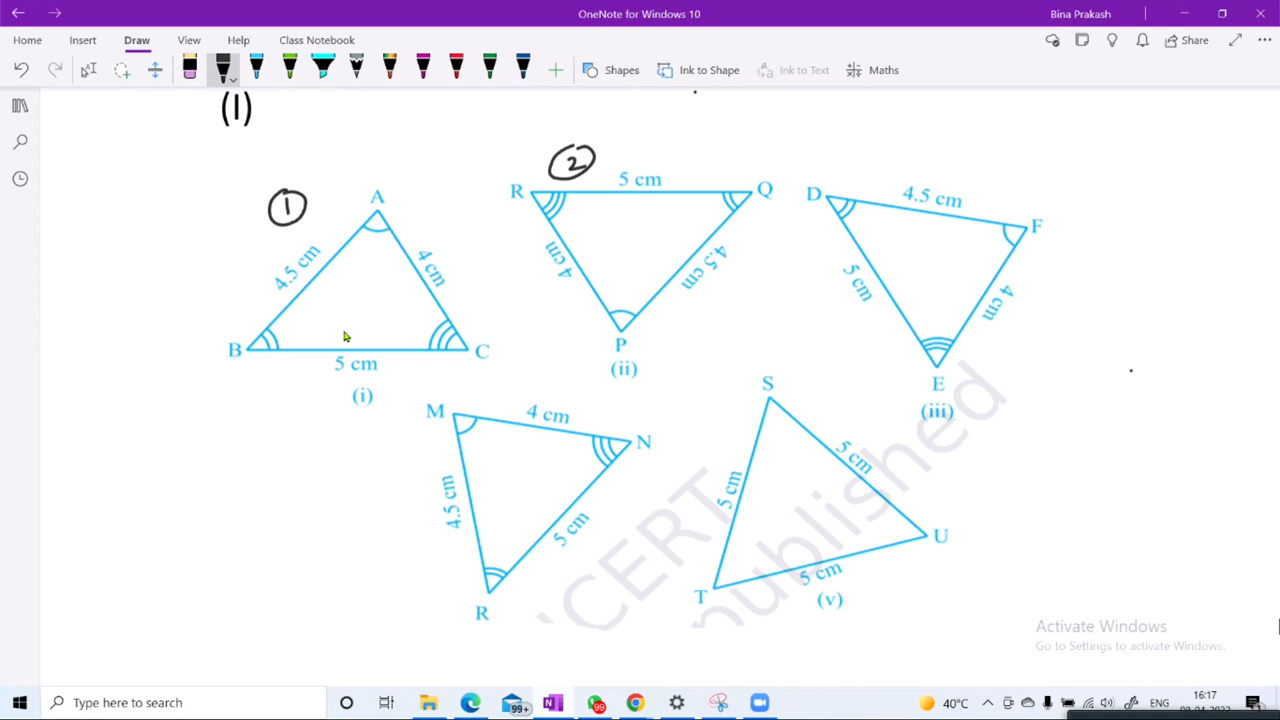 OneNote for Windows 10
Bina Prakash
Home Insert Draw View Help Class Notebook
Share
Shapes Ink to Shape Ink to Text Maths
(I)
1
2
A
4.5 cm
4 cm
B
C
5 cm
(i)
R
5 cm
Q
4 cm
4.5 cm
P
(ii)
D
4.5 cm
F
5 cm
4 cm
E
(iii)
M
4 cm
N
4.5 cm
5 cm
R
S
5 cm
5 cm
U
T
5 cm
(v)
published
Activate Windows
Go to Settings to activate Windows.
Type here to search
99+
99
40°C
ENG
16:17